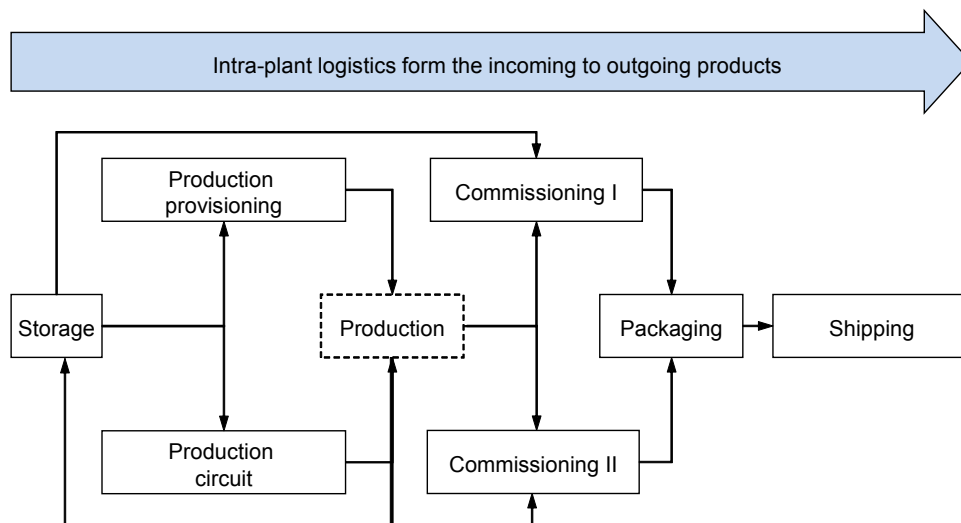 Intra-plant logistics form the incoming to outgoing products
Production
provisioning
Commissioning I
Storage
Production
Packaging
Shipping
Production
circuit
Commissioning II